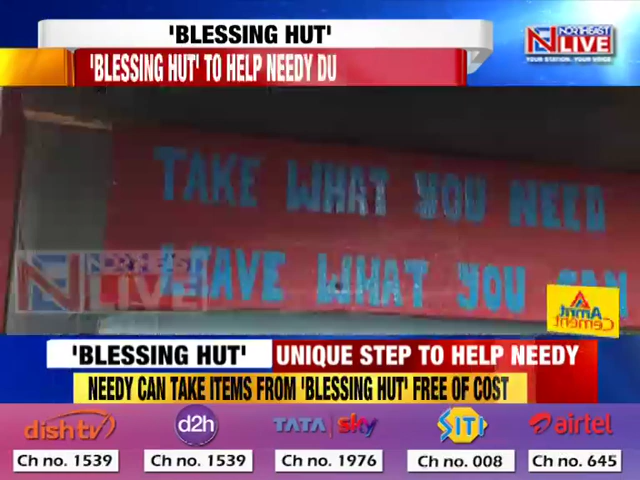 'BLESSING HUT'
'BLESSING HUT' TO HELP NEEDY DU
NORTHEAST
LIVE
YOUR STATION. YOUR VOICE
TAKE WHAT YOU NEED
LEAVE WHAT YOU CAN
NORTHEAST
LIVE
Amrit
Cement
'BLESSING HUT' UNIQUE STEP TO HELP NEEDY
NEEDY CAN TAKE ITEMS FROM 'BLESSING HUT' FREE OF COST
dishtv d2h TATA sky SITI airtel
Ch no. 1539 Ch no. 1539 Ch no. 1976 Ch no. 008 Ch no. 645